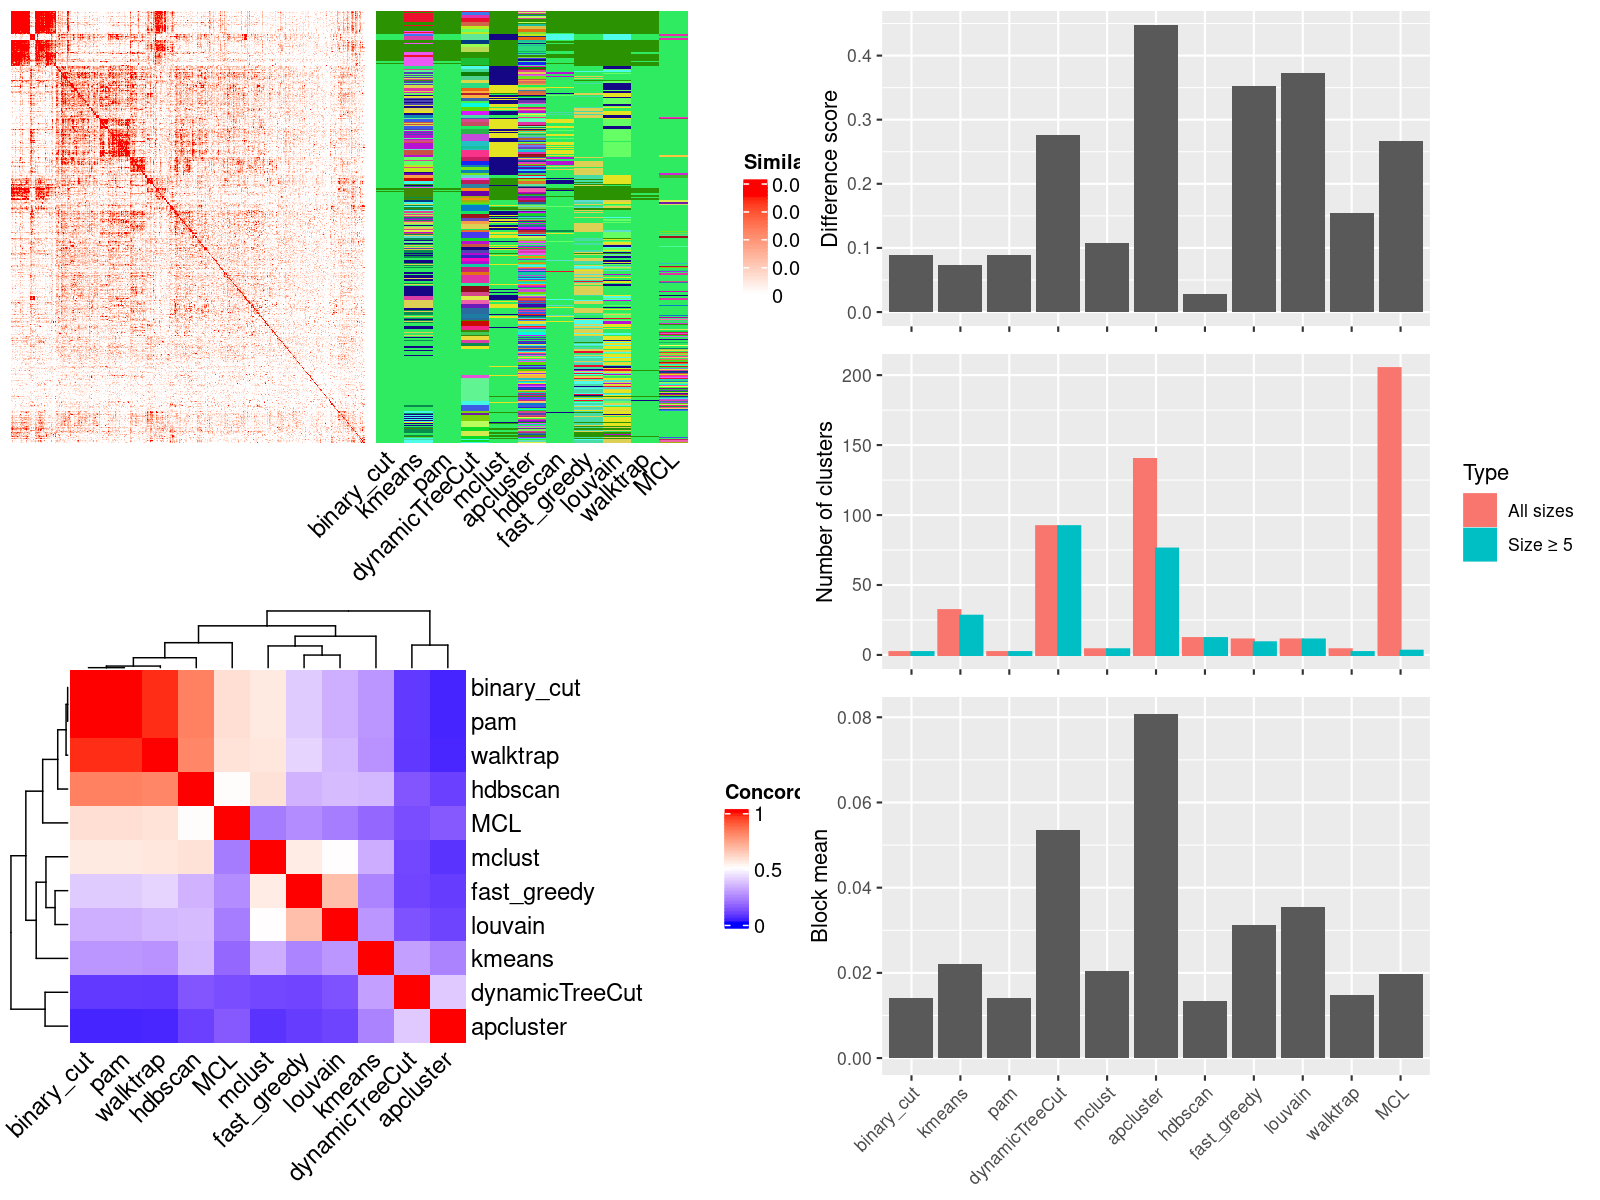 Simila
0.0
0.0
0.0
0.0
0
binary_cut
kmeans
pam
dynamicTreeCut
mclust
apcluster
hdbscan
fast_greedy
louvain
walktrap
MCL
binary_cut
pam
walktrap
hdbscan
MCL
mclust
fast_greedy
louvain
kmeans
dynamicTreeCut
apcluster
binary_cut
pam
walktrap
hdbscan
MCL
mclust
fast_greedy
louvain
kmeans
dynamicTreeCut
apcluster
Concord
1
0.5
0
Difference score
0.4
0.3
0.2
0.1
0.0
Number of clusters
200
150
100
50
0
Type
All sizes
Size ≥ 5
Block mean
0.08
0.06
0.04
0.02
0.00
binary_cut
kmeans
pam
dynamicTreeCut
mclust
apcluster
hdbscan
fast_greedy
louvain
walktrap
MCL